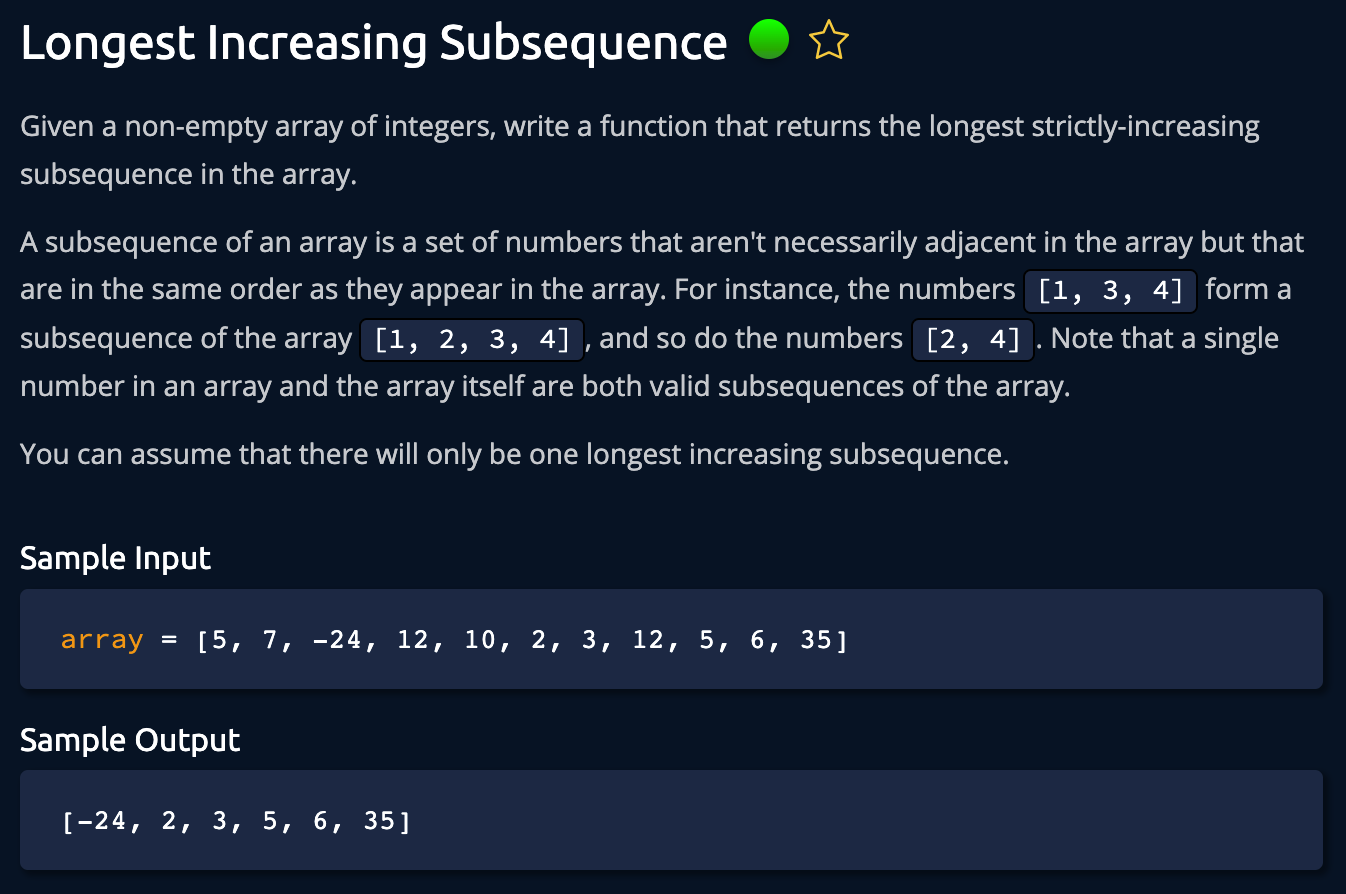 Longest Increasing Subsequence
Given a non-empty array of integers, write a function that returns the longest strictly-increasing
subsequence in the array.
A subsequence of an array is a set of numbers that aren't necessarily adjacent in the array but that
are in the same order as they appear in the array. For instance, the numbers [1, 3, 4] form a
subsequence of the array [1, 2, 3, 4], and so do the numbers [2, 4]. Note that a single
number in an array and the array itself are both valid subsequences of the array.
You can assume that there will only be one longest increasing subsequence.
Sample Input
array = [5, 7, -24, 12, 10, 2, 3, 12, 5, 6, 35]
Sample Output
[-24, 2, 3, 5, 6, 35]